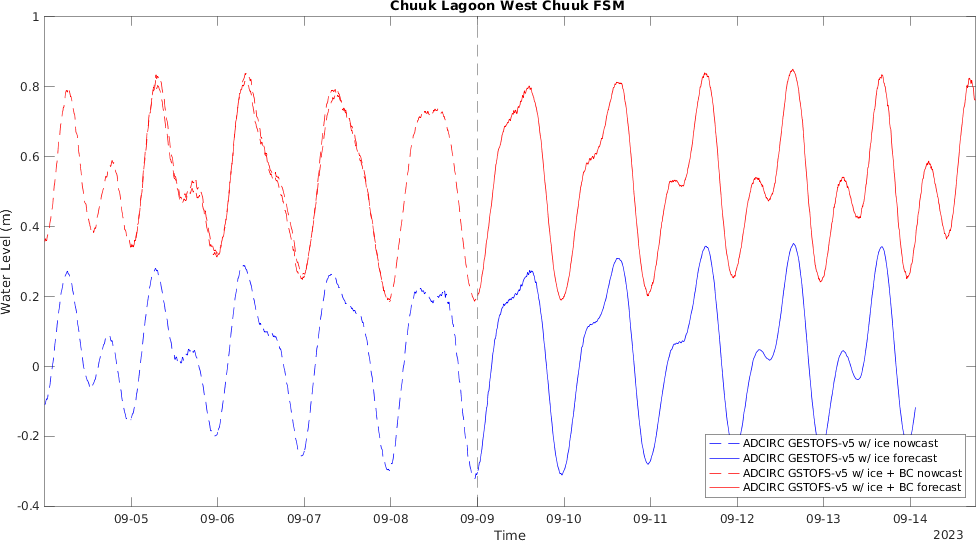 Chuuk Lagoon West Chuuk FSM
1
0.8
0.6
0.4
0.2
0
-0.2
-0.4
Water Level (m)
ADCIRC GESTOFS-v5 w/ ice nowcast
ADCIRC GESTOFS-v5 w/ ice forecast
ADCIRC GSTOFS-v5 w/ ice + BC nowcast
ADCIRC GSTOFS-v5 w/ ice + BC forecast
09-05 09-06 09-07 09-08 09-09 09-10 09-11 09-12 09-13 09-14
Time
2023